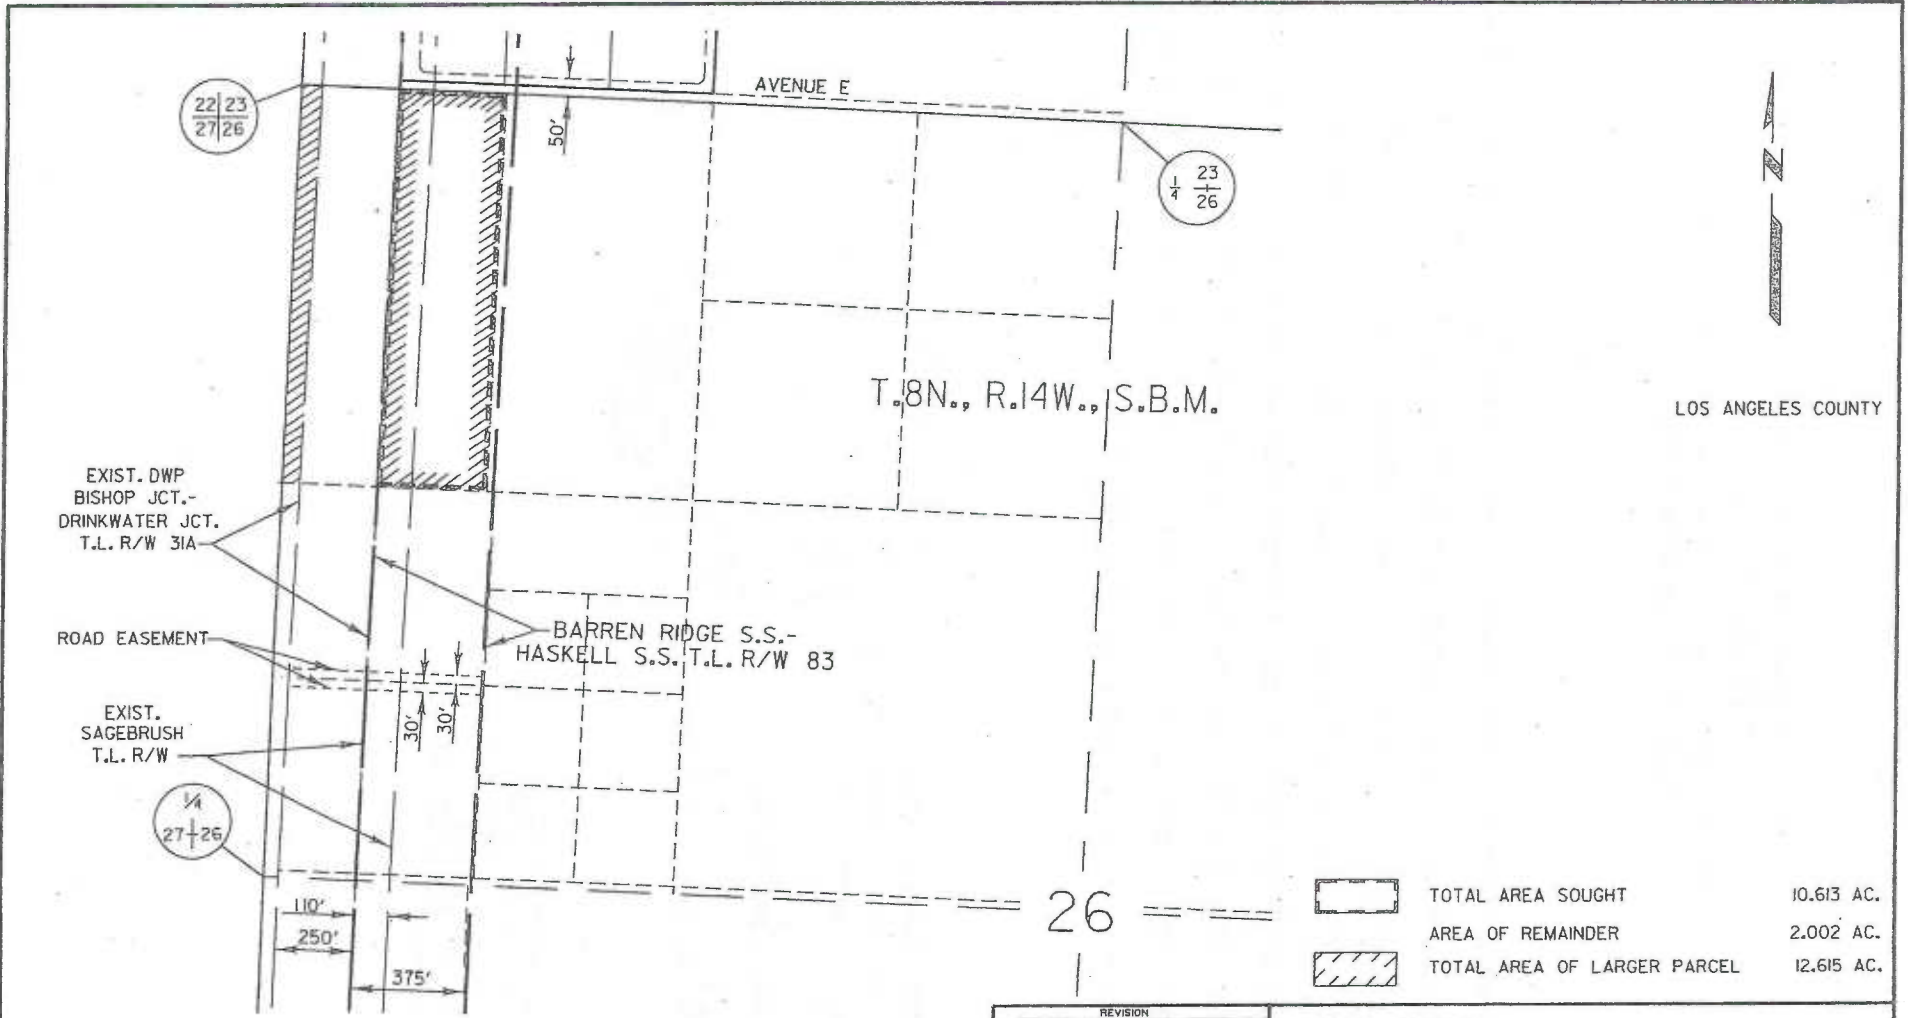 AVENUE E
22 23
27 26
50'
1/4 23
26
N
T.8N., R.14W., S.B.M.
LOS ANGELES COUNTY
EXIST. DWP
BISHOP JCT.-
DRINKWATER JCT.
T.L. R/W 31A
ROAD EASEMENT
BARREN RIDGE S.S.-
HASKELL S.S. T.L. R/W 83
30'
30'
EXIST.
SAGEBRUSH
T.L. R/W
1/4
27 26
110'
250'
375'
26
TOTAL AREA SOUGHT 10.613 AC.
AREA OF REMAINDER 2.002 AC.
TOTAL AREA OF LARGER PARCEL 12.615 AC.
REVISION